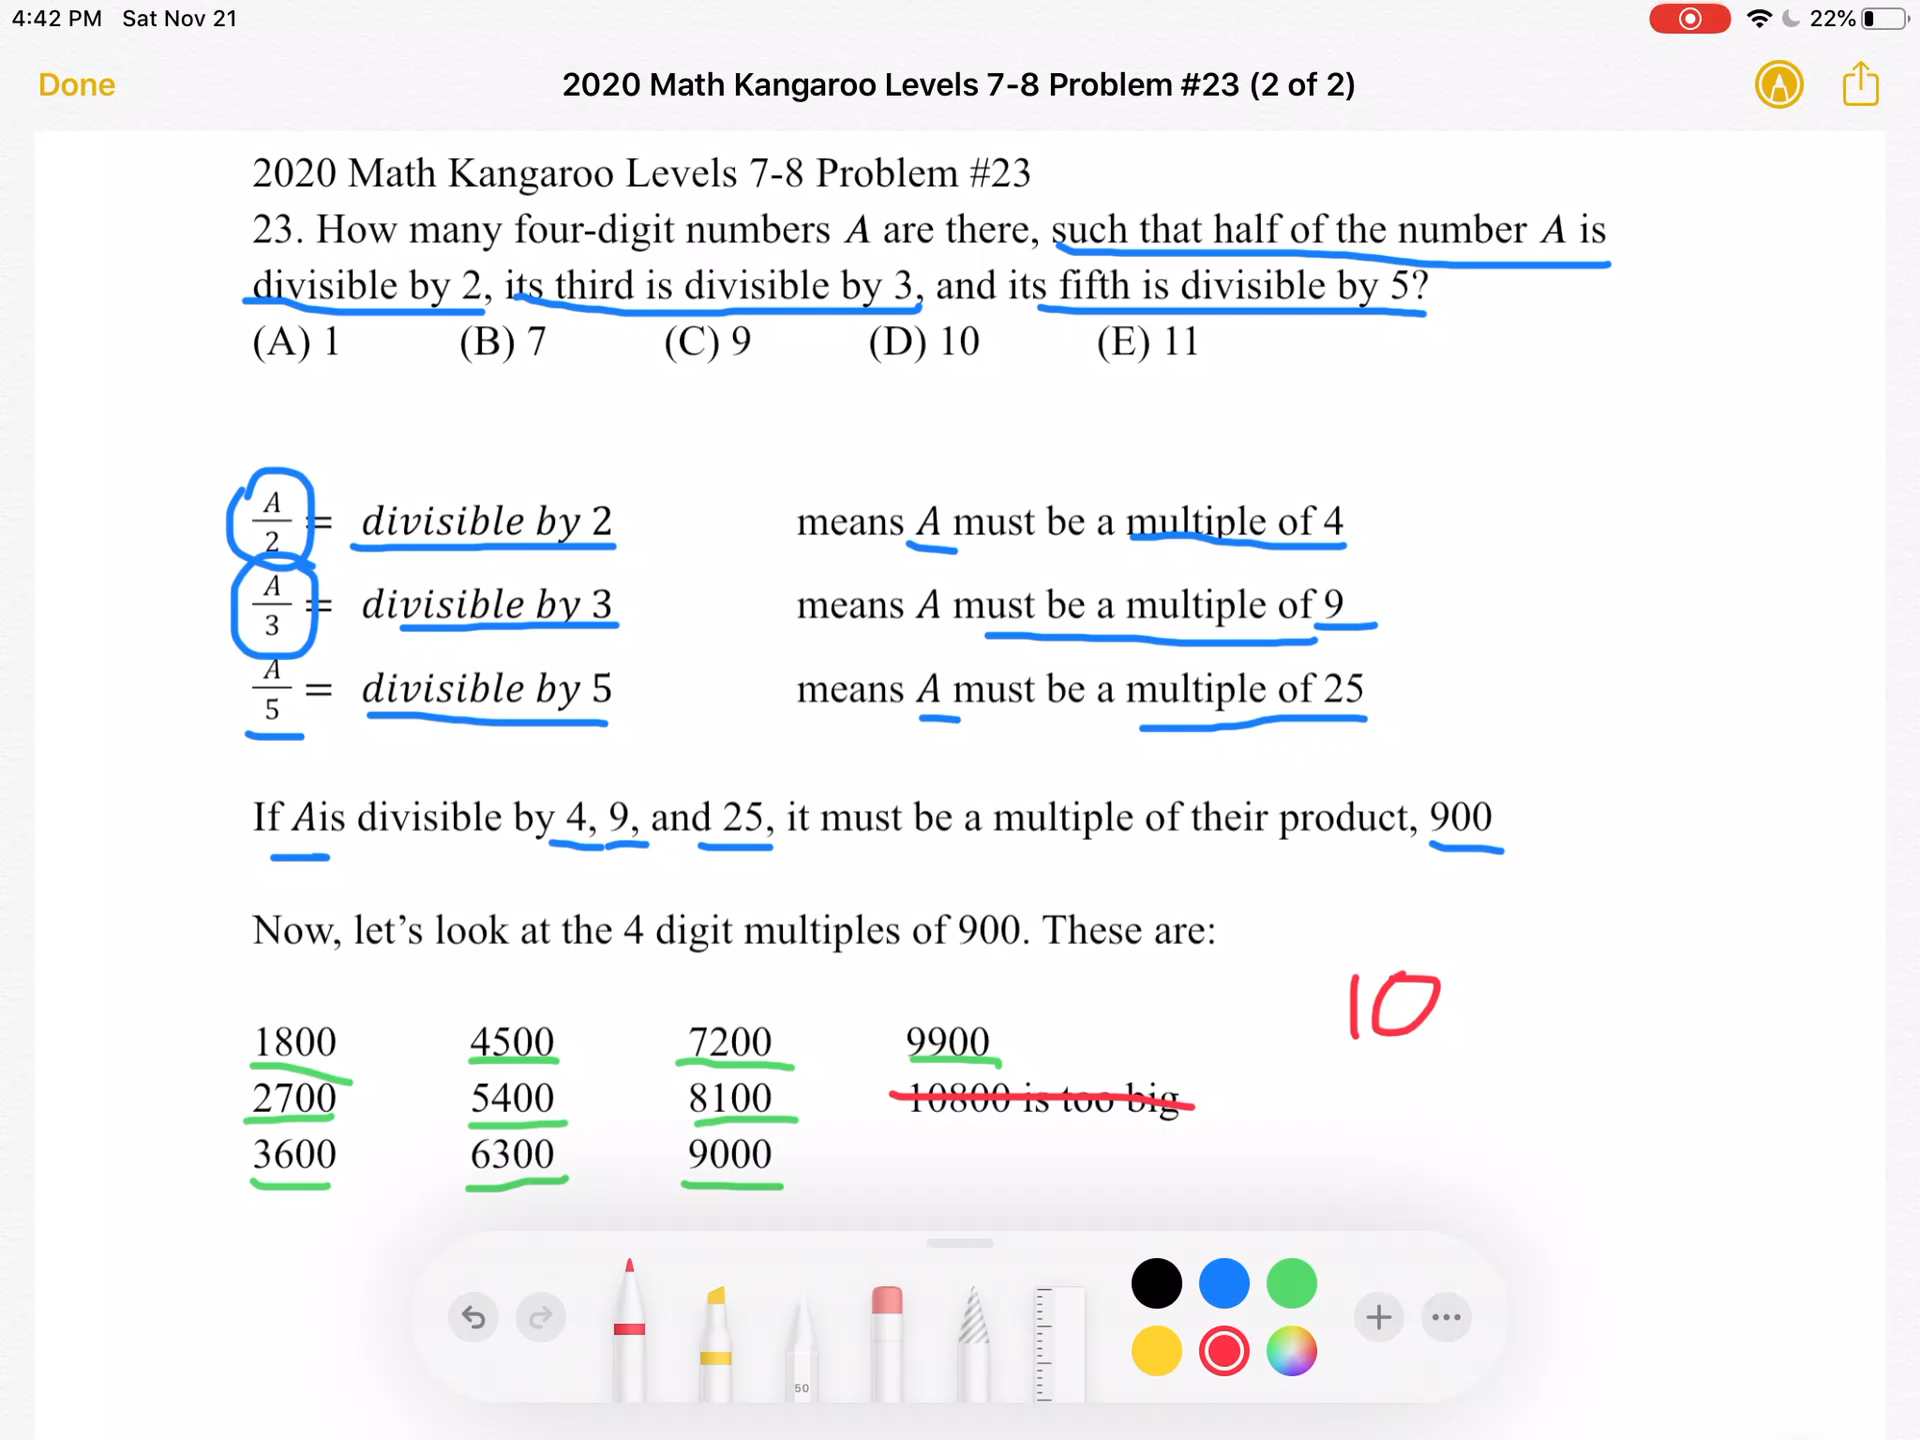 4:42 PM Sat Nov 21
22%
Done
2020 Math Kangaroo Levels 7-8 Problem #23 (2 of 2)
2020 Math Kangaroo Levels 7-8 Problem #23
23. How many four-digit numbers A are there, such that half of the number A is
divisible by 2, its third is divisible by 3, and its fifth is divisible by 5?
(A) 1 (B) 7 (C) 9 (D) 10 (E) 11
A/2 = divisible by 2 means A must be a multiple of 4
A/3 = divisible by 3 means A must be a multiple of 9
A/5 = divisible by 5 means A must be a multiple of 25
If Ais divisible by 4, 9, and 25, it must be a multiple of their product, 900
Now, let's look at the 4 digit multiples of 900. These are:
10
1800 4500 7200 9900
2700 5400 8100 10800 is too big
3600 6300 9000
50